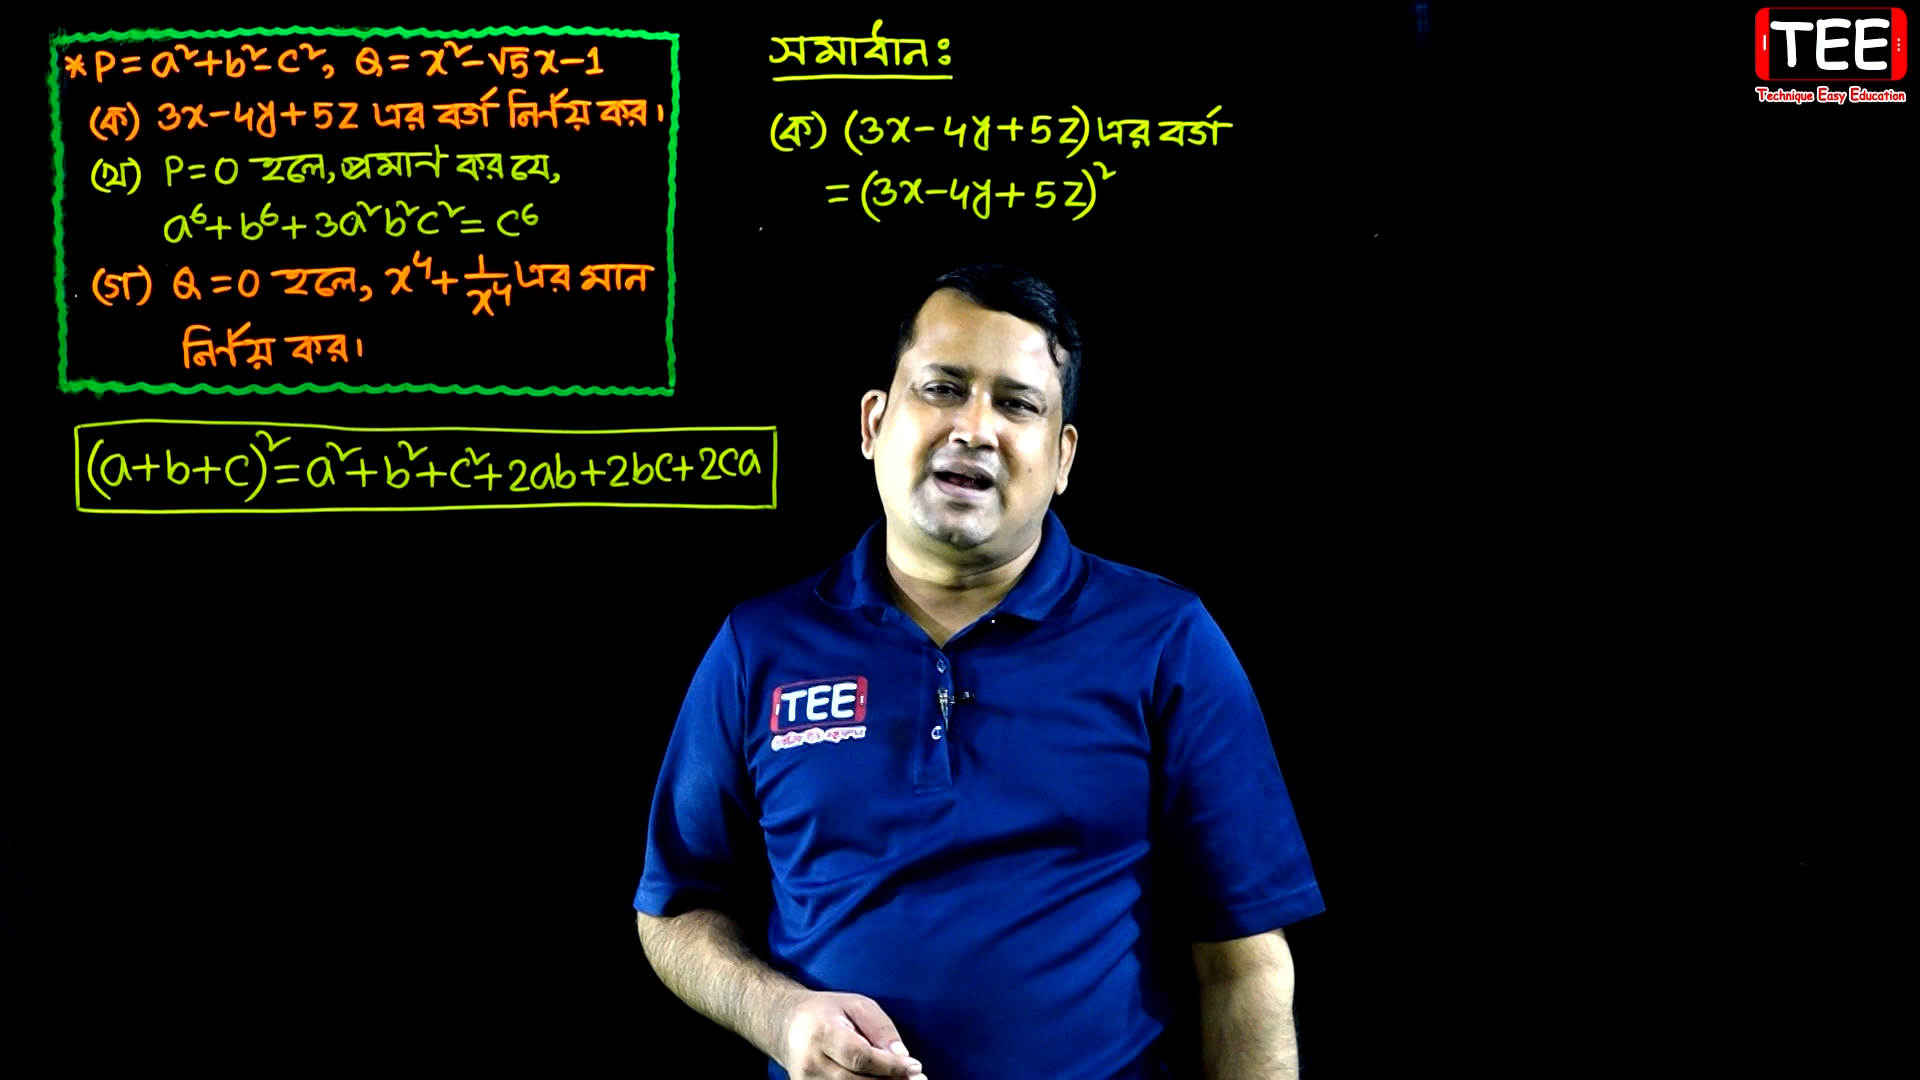 * P = a² + b² - c², Q = x² - √5 x - 1
(ক) 3x - 4y + 5z এর বর্গ নির্ণয় কর।
(খ) P = 0 হলে, প্রমাণ কর যে,
a⁶ + b⁶ + 3a²b²c² = c⁶
(গ) Q = 0 হলে, x⁴ + 1/x⁴ এর মান
নির্ণয় কর।
(a+b+c)² = a² + b² + c² + 2ab + 2bc + 2ca
সমাধানঃ
(ক) (3x - 4y + 5z) এর বর্গ
= (3x - 4y + 5z)²
TEE
Technique Easy Education
TEE